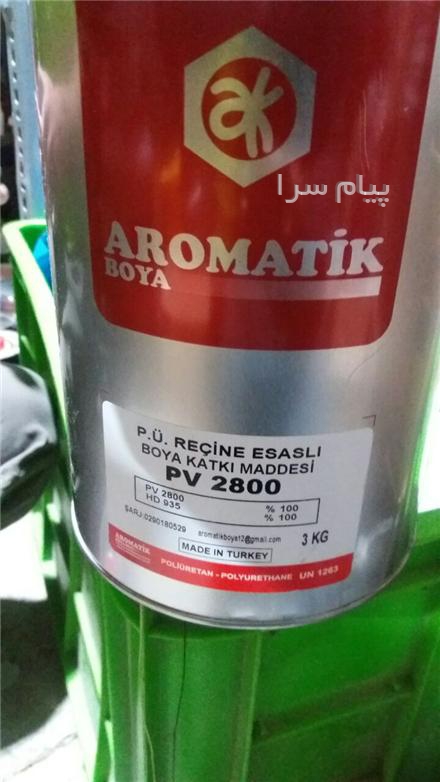 ak
پیام سرا
AROMATİK
BOYA
P.Ü. REÇİNE ESASLI
BOYA KATKI MADDESİ
PV 2800
PV 2800 % 100
HD 935 % 100
ŞARJ:0290180529
aromatikboya12@gmail.com
3 KG
MADE IN TURKEY
AROMATİK
POLİÜRETAN - POLYURETHANE UN 1263